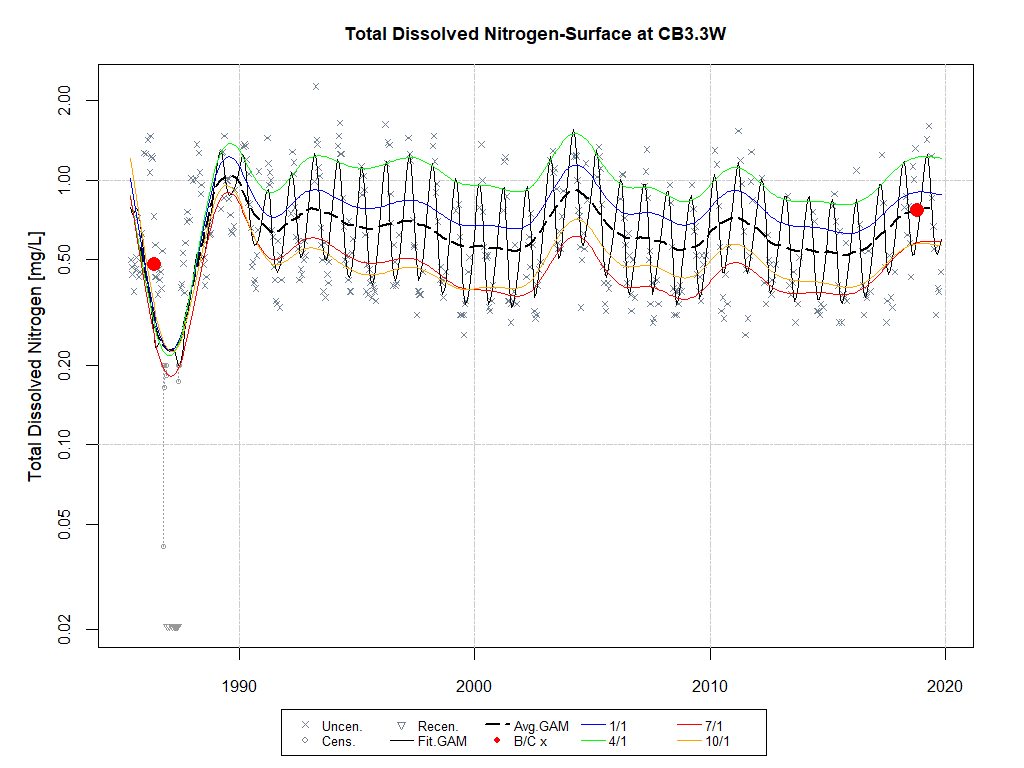 Total Dissolved Nitrogen-Surface at CB3.3W
Total Dissolved Nitrogen [mg/L]
2.00
1.00
0.50
0.20
0.10
0.05
0.02
1990 2000 2010 2020
Uncen. Recen. Avg.GAM 1/1 7/1
Cens. Fit.GAM B/C x 4/1 10/1